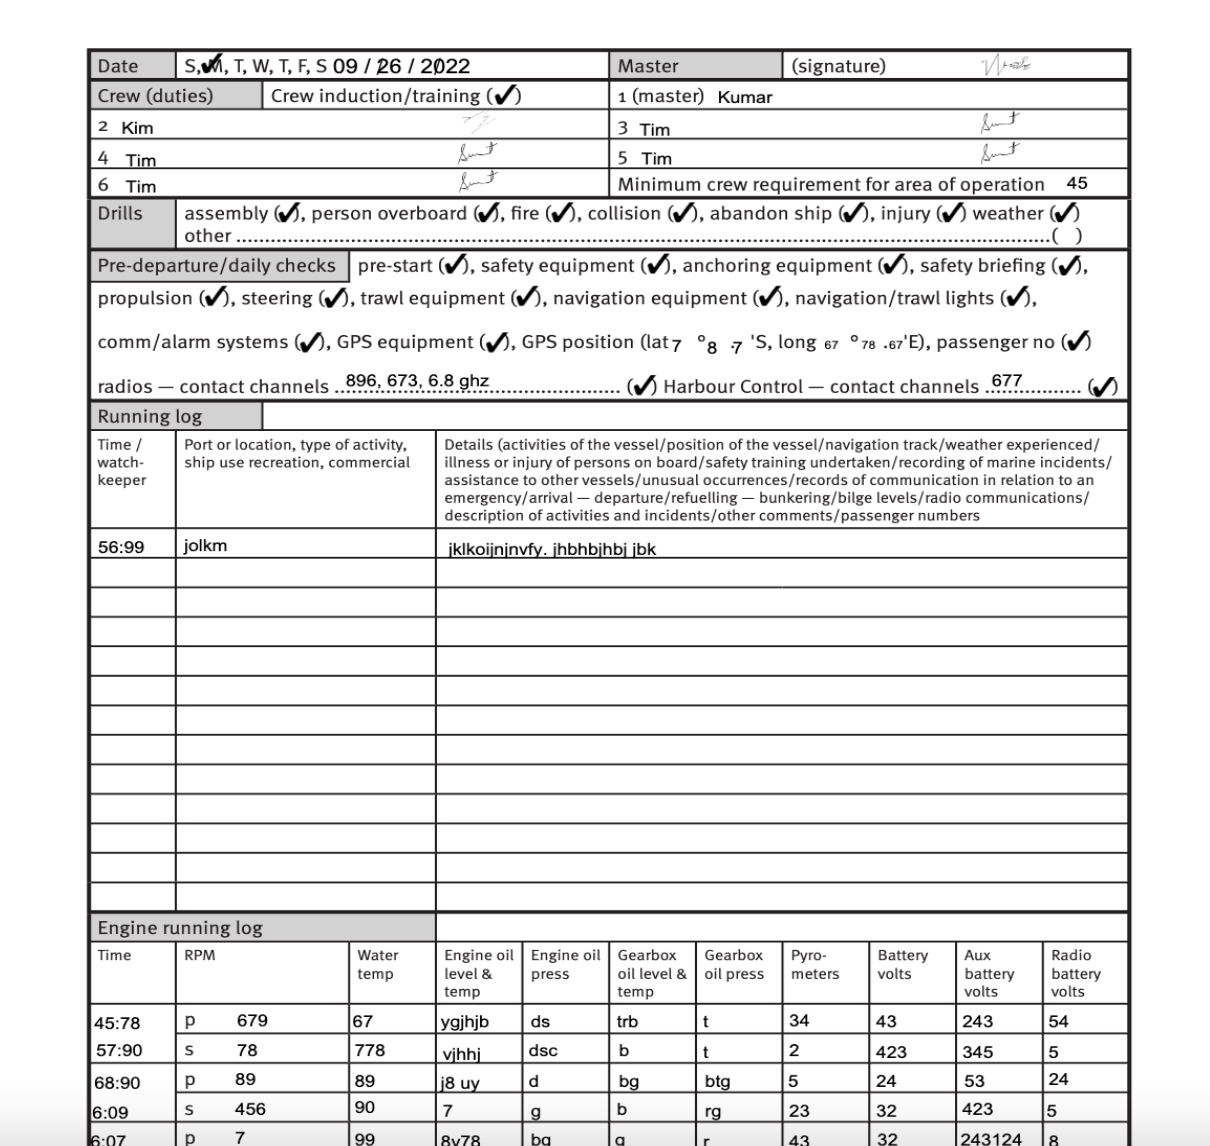 Date S, M, T, W, T, F, S 09 / 26 / 2022 Master (signature)
Crew (duties) Crew induction/training (✔) 1 (master) Kumar
2 Kim 3 Tim
4 Tim 5 Tim
6 Tim Minimum crew requirement for area of operation 45
Drills assembly (✔), person overboard (✔), fire (✔), collision (✔), abandon ship (✔), injury (✔) weather (✔)
other ....................( )
Pre-departure/daily checks pre-start (✔), safety equipment (✔), anchoring equipment (✔), safety briefing (✔),
propulsion (✔), steering (✔), trawl equipment (✔), navigation equipment (✔), navigation/trawl lights (✔),
comm/alarm systems (✔), GPS equipment (✔), GPS position (lat 7 °8 .7 'S, long 67 °78 .67'E), passenger no (✔)
radios — contact channels 896, 673, 6.8 ghz (✔) Harbour Control — contact channels 677 (✔)
Running log
Time / Port or location, type of activity, Details (activities of the vessel/position of the vessel/navigation track/weather experienced/
watch- ship use recreation, commercial illness or injury of persons on board/safety training undertaken/recording of marine incidents/
keeper assistance to other vessels/unusual occurrences/records of communication in relation to an
emergency/arrival — departure/refuelling — bunkering/bilge levels/radio communications/
description of activities and incidents/other comments/passenger numbers
56:99 jolkm jklkoijnjnvfy. jhbhbjhbj jbk
Engine running log
Time RPM Water Engine oil Engine oil Gearbox Gearbox Pyro- Battery Aux Radio
temp level & press oil level & oil press meters volts battery battery
temp temp volts volts
45:78 p 679 67 ygjhjb ds trb t 34 43 243 54
57:90 s 78 778 vjhhj dsc b t 2 423 345 5
68:90 p 89 89 j8 uy d bg btg 5 24 53 24
6:09 s 456 90 7 g b rg 23 32 423 5
6:07 p 7 99 8y78 bg g r 43 32 243124 8